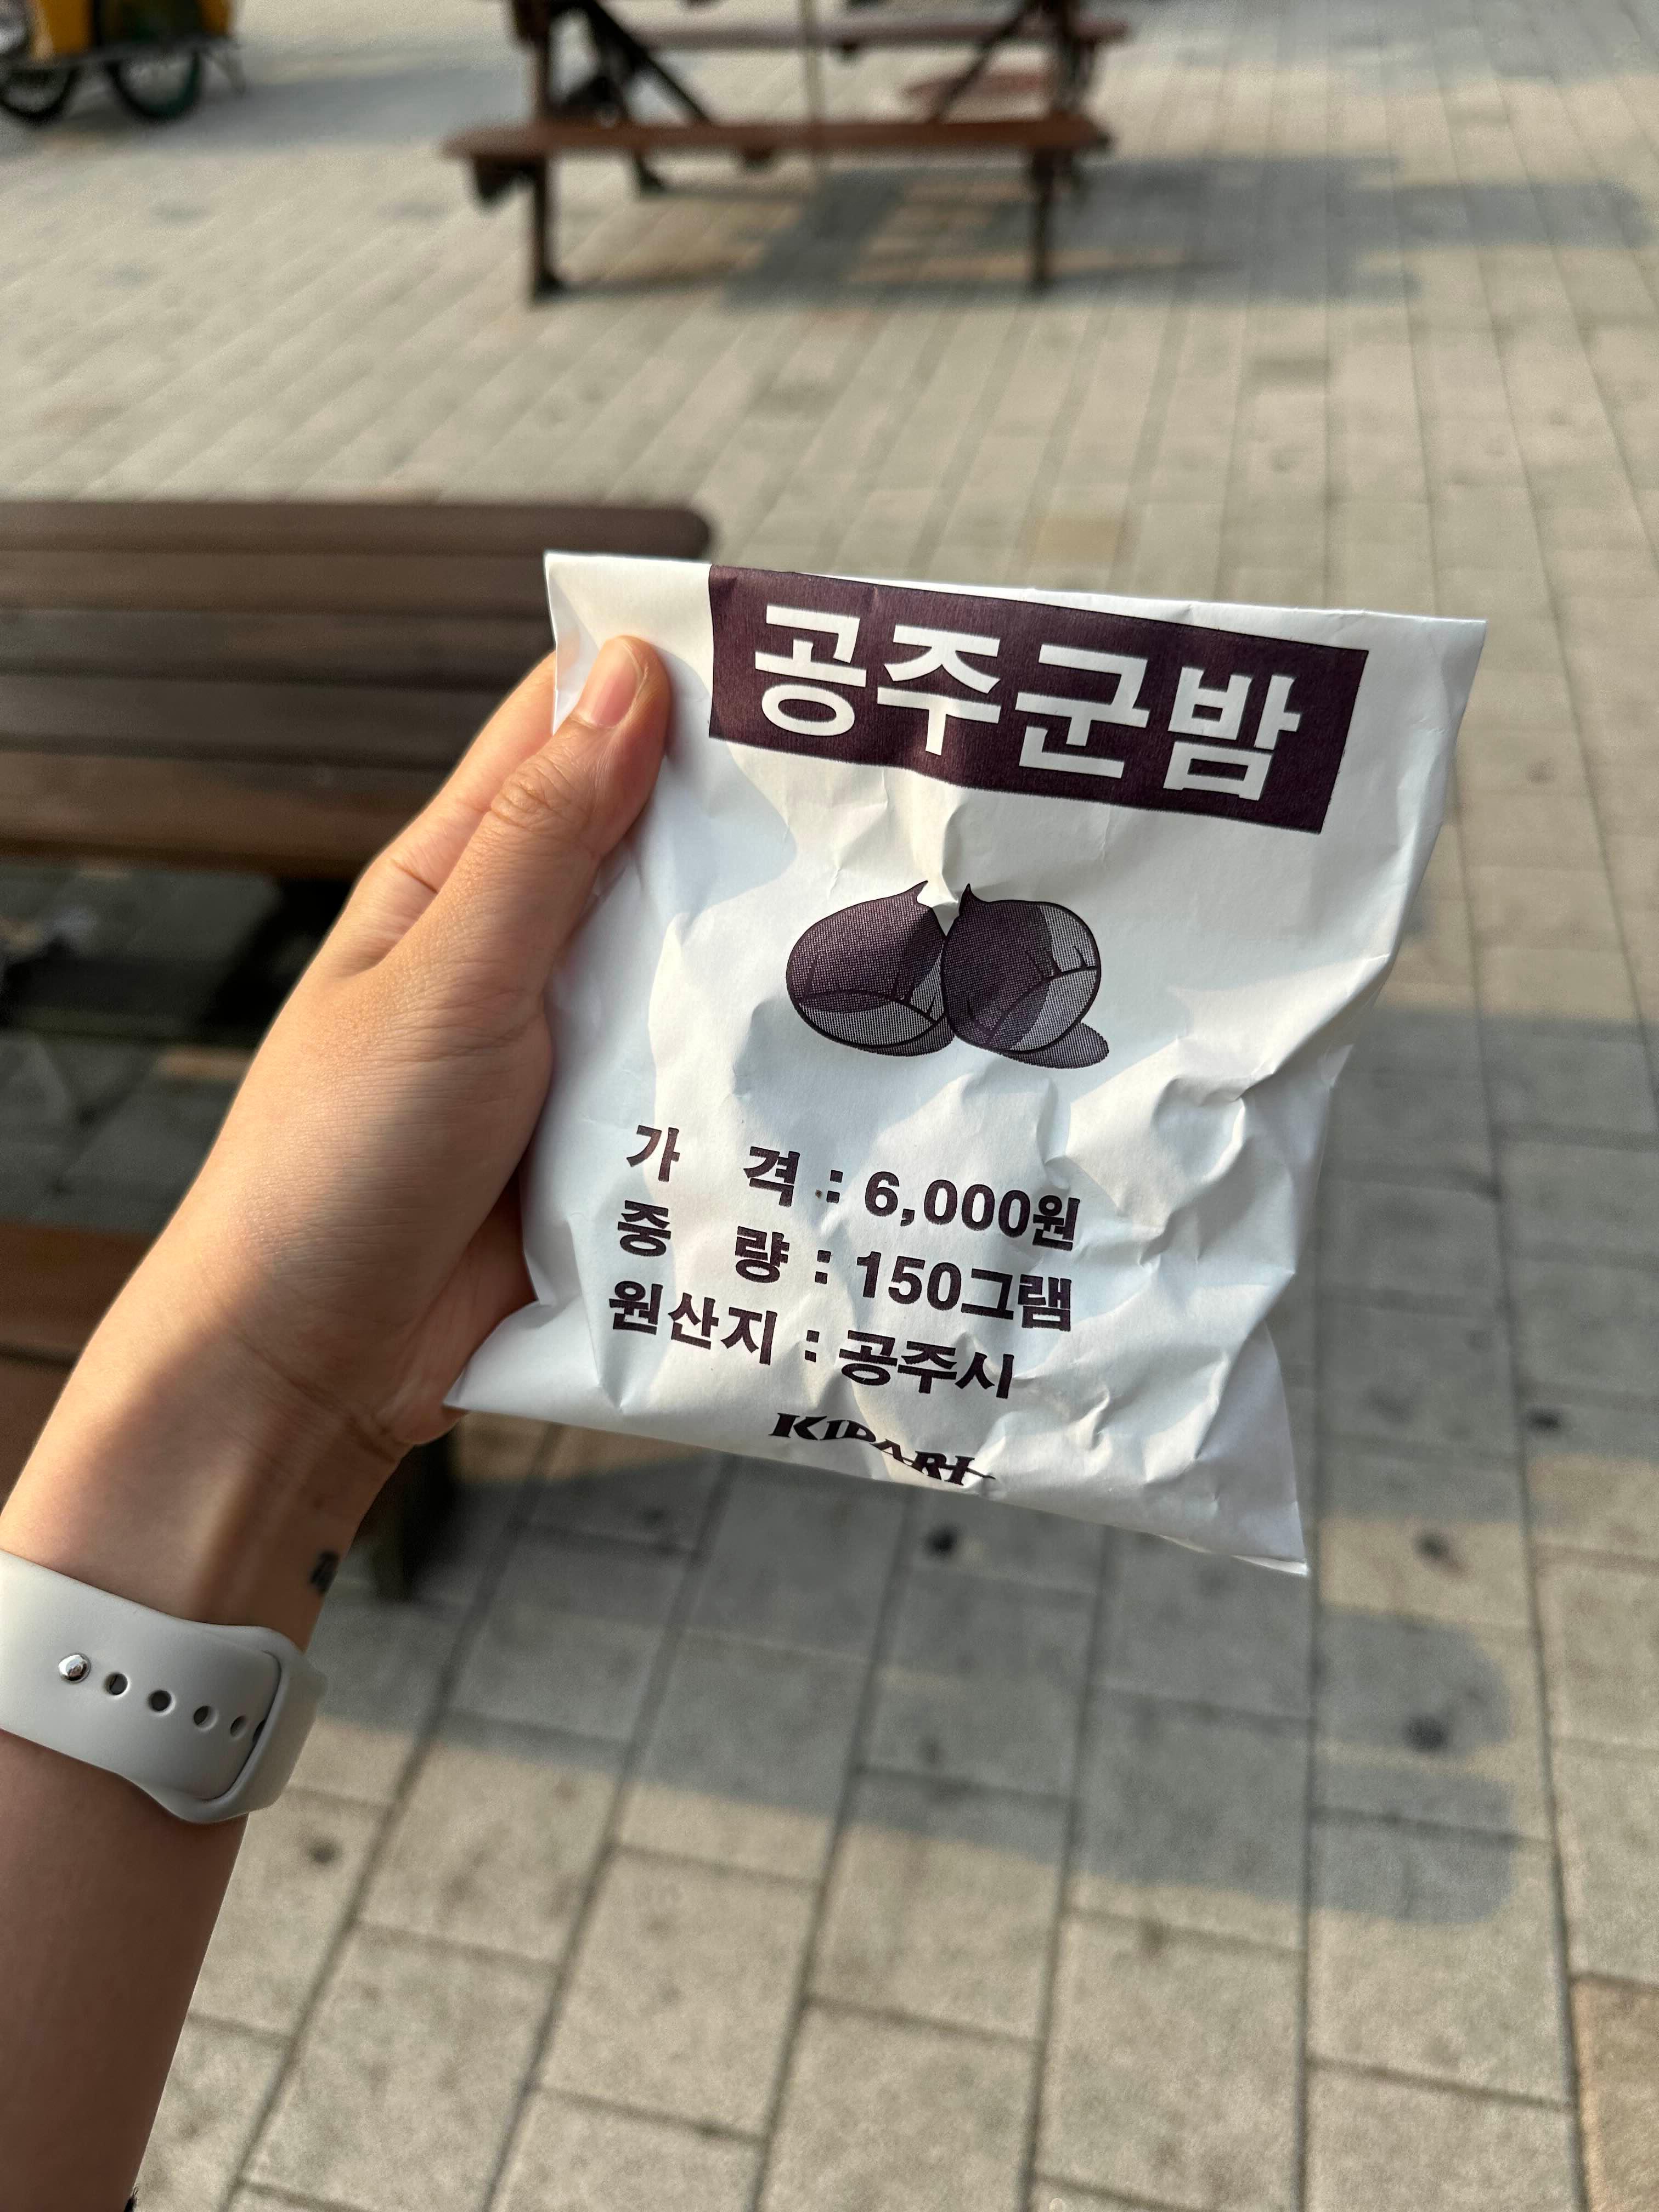 공주군밤
가 격 : 6,000원
중 량 : 150그램
원산지 : 공주시